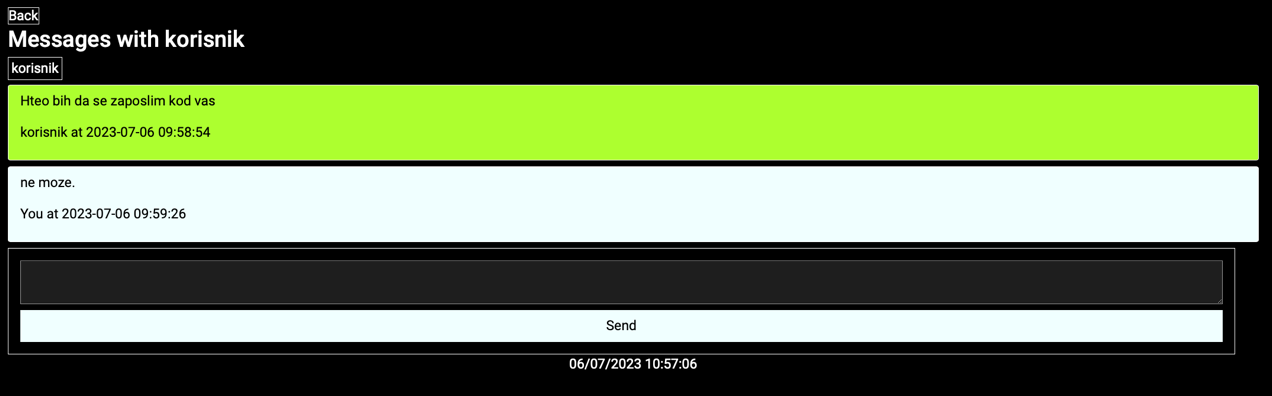 Back
Messages with korisnik
korisnik
Hteo bih da se zaposlim kod vas
korisnik at 2023-07-06 09:58:54
ne moze.
You at 2023-07-06 09:59:26
Send
06/07/2023 10:57:06